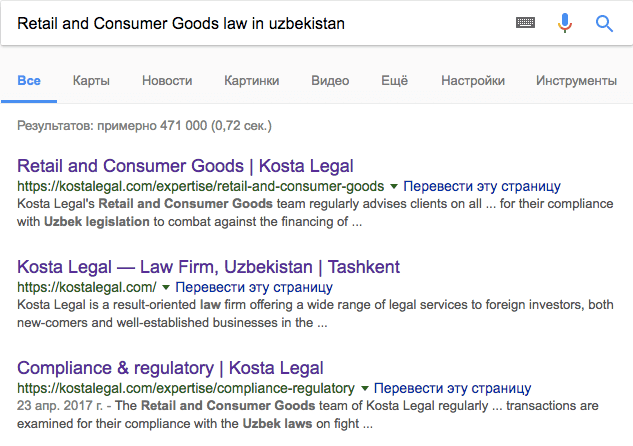 Retail and Consumer Goods law in uzbekistan
Все Карты Новости Картинки Видео Ещё Настройки Инструменты
Результатов: примерно 471 000 (0,72 сек.)
Retail and Consumer Goods | Kosta Legal
https://kostalegal.com/expertise/retail-and-consumer-goods ▼ Перевести эту страницу
Kosta Legal's Retail and Consumer Goods team regularly advises clients on all ... for their compliance
with Uzbek legislation to combat against the financing of ...
Kosta Legal — Law Firm, Uzbekistan | Tashkent
https://kostalegal.com/ ▼ Перевести эту страницу
Kosta Legal is a result-oriented law firm offering a wide range of legal services to foreign investors, both
new-comers and well-established businesses in the ...
Compliance & regulatory | Kosta Legal
https://kostalegal.com/expertise/compliance-regulatory ▼ Перевести эту страницу
23 апр. 2017 г. - The Retail and Consumer Goods team of Kosta Legal regularly ... transactions are
examined for their compliance with the Uzbek laws on fight ...